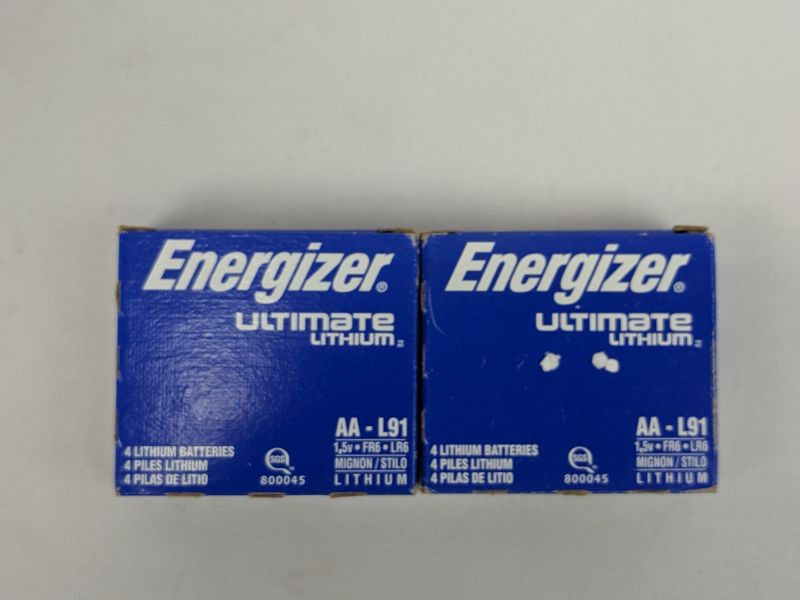 Energizer®
ULTIMATE
LITHIUM
AA - L91
1,5v • FR6 • LR6
MIGNON / STILO
LITHIUM
4 LITHIUM BATTERIES
4 PILES LITHIUM
4 PILAS DE LITIO
SGS
800045
Energizer®
ULTIMATE
LITHIUM
AA - L91
1,5v • FR6 • LR6
MIGNON / STILO
LITHIUM
4 LITHIUM BATTERIES
4 PILES LITHIUM
4 PILAS DE LITIO
SGS
800045